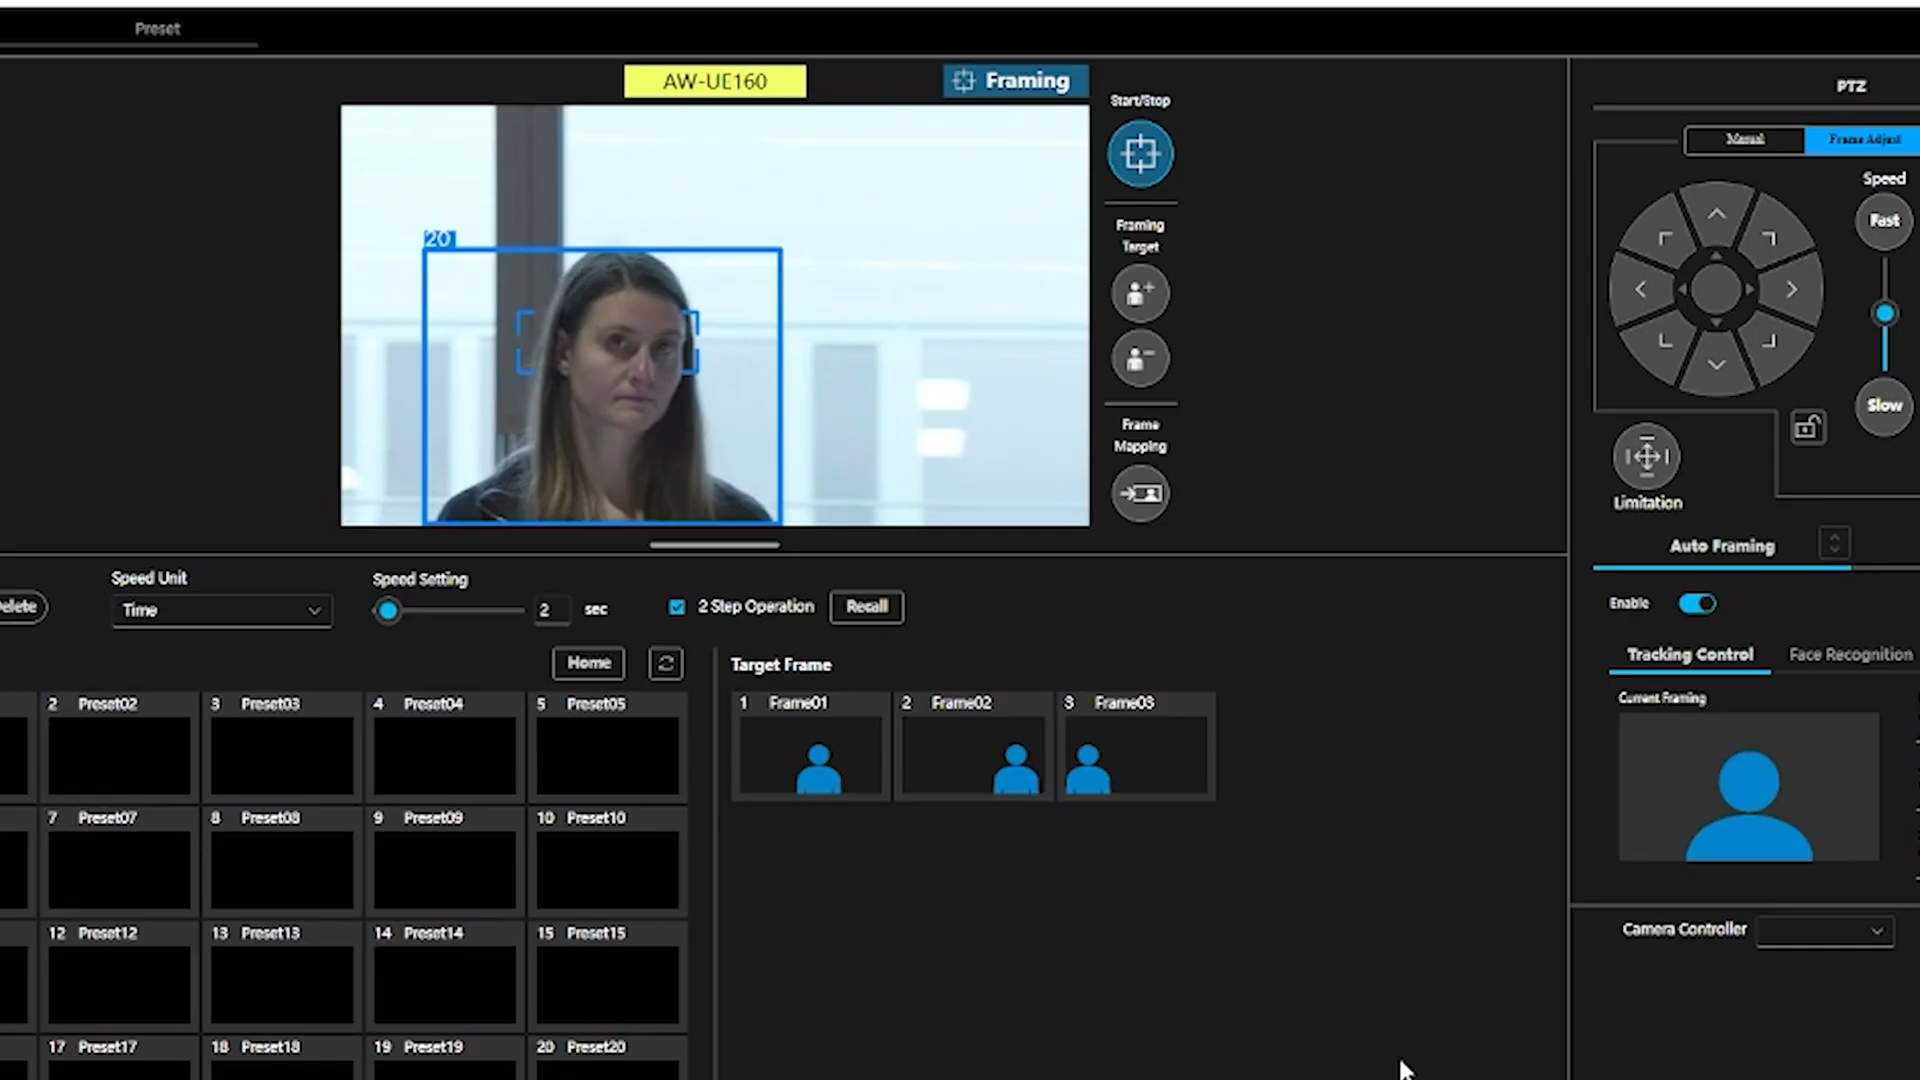 Preset
AW-UE160
Framing
Start/Stop
PTZ
Manual
Frame Adjust
Speed
Fast
Framing
Target
20
Slow
Frame
Mapping
Limitation
Auto Framing
Speed Unit
Speed Setting
Time
2
sec
2 Step Operation
Recall
Enable
Home
Target Frame
Tracking Control
Face Recognition
Current Framing
2 Preset02
3 Preset03
4 Preset04
5 Preset05
1 Frame01
2 Frame02
3 Frame03
7 Preset07
8 Preset08
9 Preset09
10 Preset10
12 Preset12
13 Preset13
14 Preset14
15 Preset15
Camera Controller
17 Preset17
18 Preset18
19 Preset19
20 Preset20